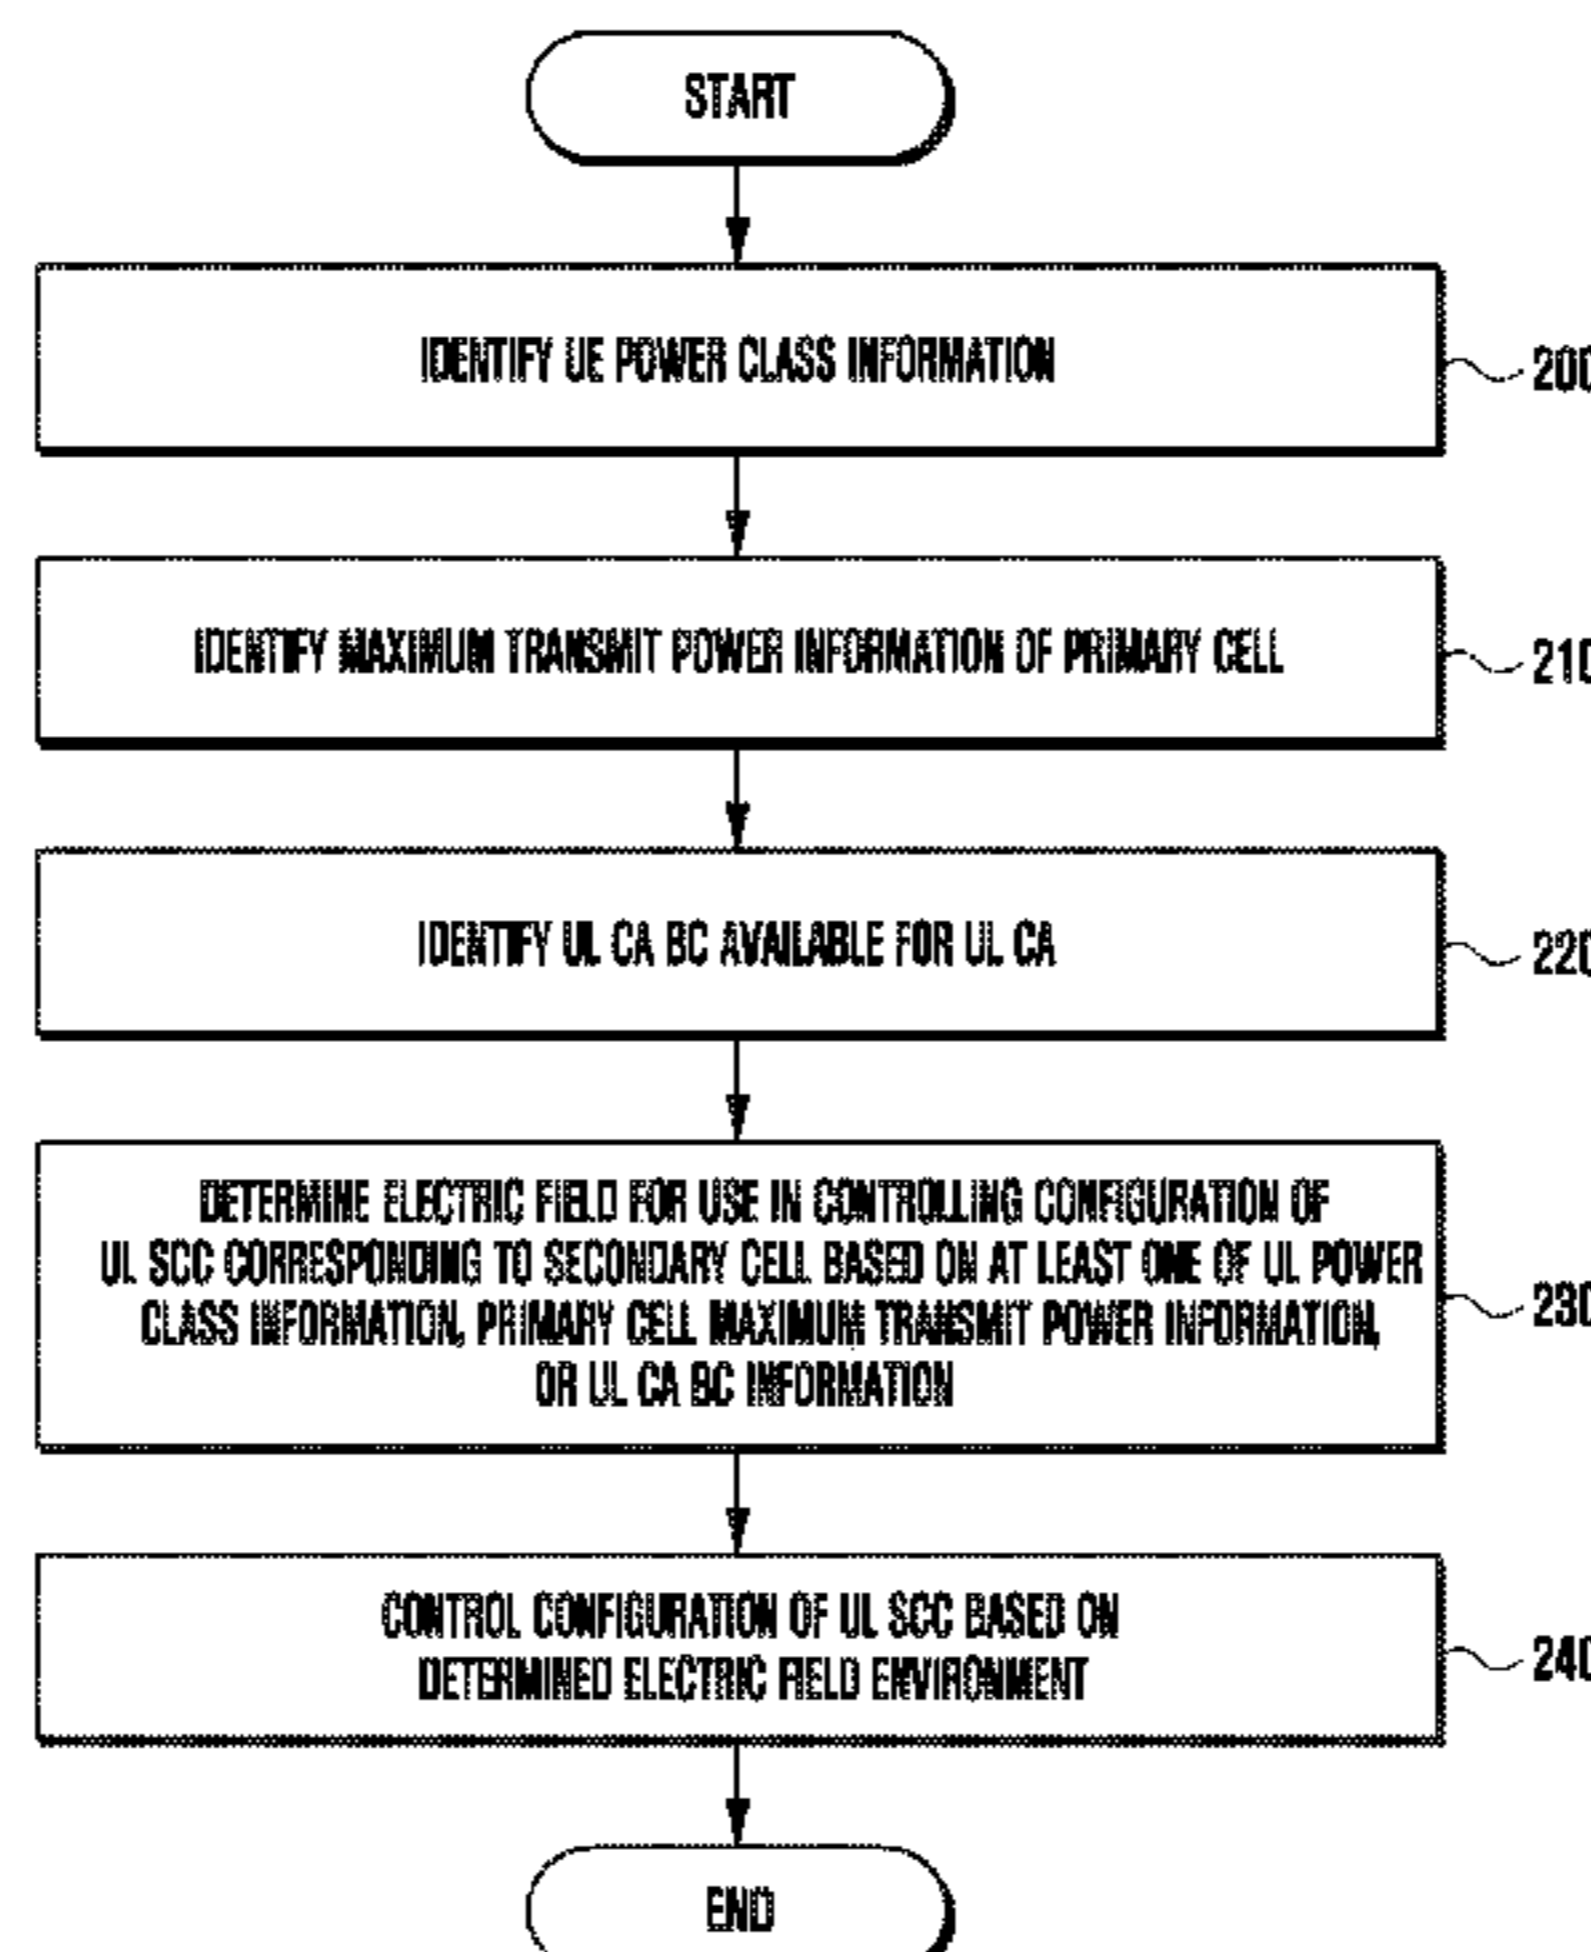 START
IDENTIFY UE POWER CLASS INFORMATION
200
IDENTIFY MAXIMUM TRANSMIT POWER INFORMATION OF PRIMARY CELL
210
IDENTIFY UL CA BC AVAILABLE FOR UL CA
220
DETERMINE ELECTRIC FIELD FOR USE IN CONTROLLING CONFIGURATION OF
UL SCC CORRESPONDING TO SECONDARY CELL BASED ON AT LEAST ONE OF UL POWER
CLASS INFORMATION, PRIMARY CELL MAXIMUM TRANSMIT POWER INFORMATION,
OR UL CA BC INFORMATION
230
CONTROL CONFIGURATION OF UL SCC BASED ON
DETERMINED ELECTRIC FIELD ENVIRONMENT
240
END